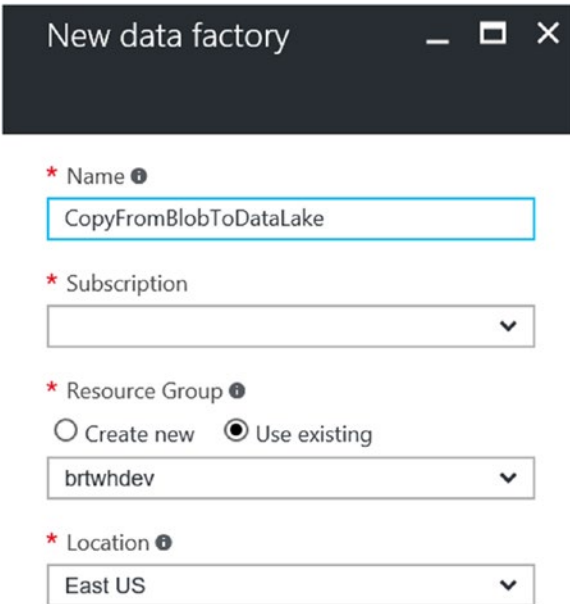 New data factory
* Name
CopyFromBlobToDataLake
* Subscription
* Resource Group
Create new Use existing
brtwhdev
* Location
East US